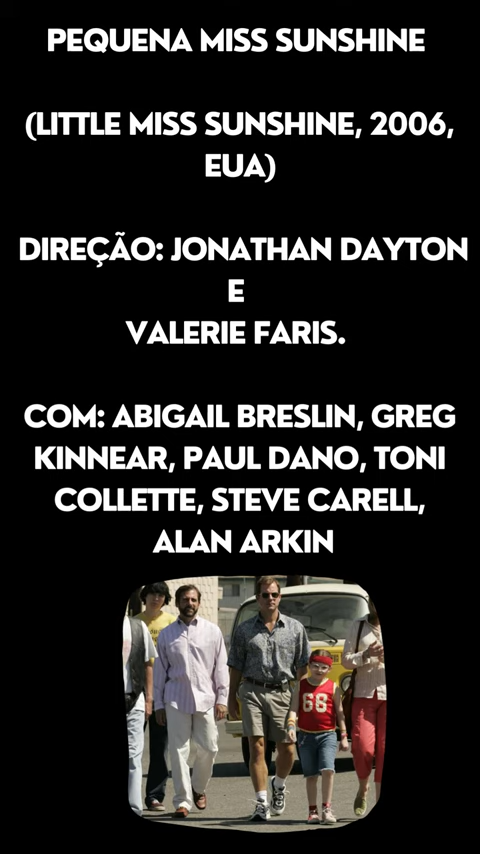 PEQUENA MISS SUNSHINE
(LITTLE MISS SUNSHINE, 2006,
EUA)
DIREÇÃO: JONATHAN DAYTON
E
VALERIE FARIS.
COM: ABIGAIL BRESLIN, GREG
KINNEAR, PAUL DANO, TONI
COLLETTE, STEVE CARELL,
ALAN ARKIN
68